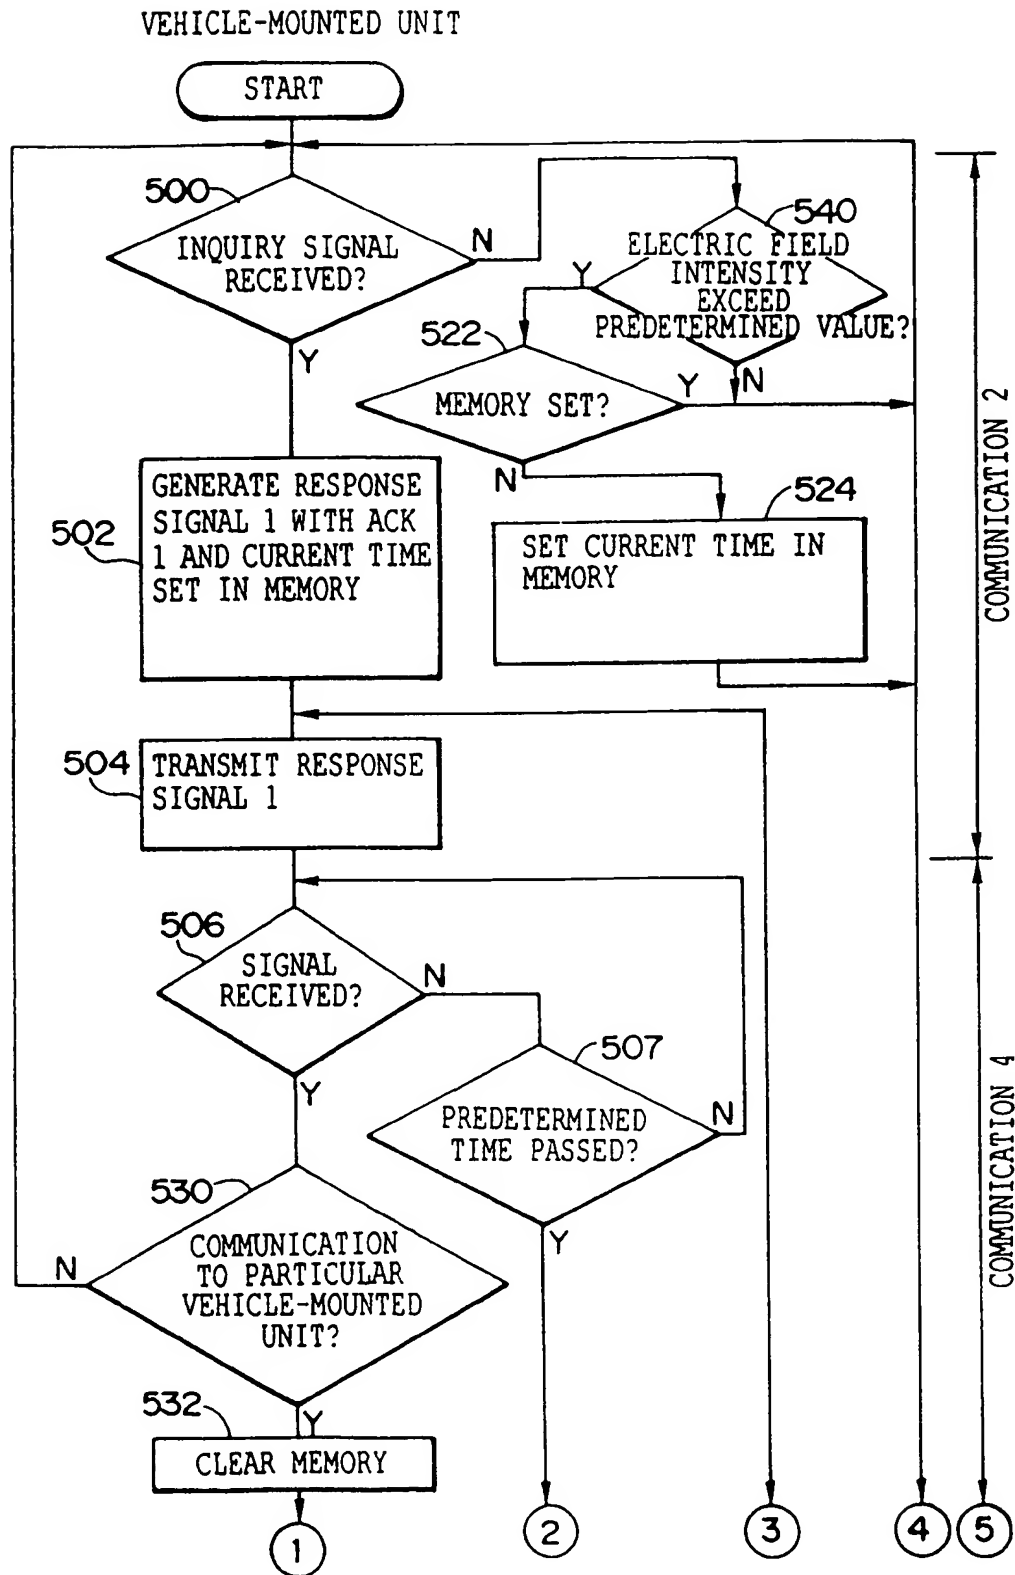 VEHICLE-MOUNTED UNIT
START
500
INQUIRY SIGNAL
RECEIVED?
N
Y
540
ELECTRIC FIELD
INTENSITY
EXCEED
PREDETERMINED VALUE?
Y
N
522
MEMORY SET?
Y
N
502
GENERATE RESPONSE
SIGNAL 1 WITH ACK
1 AND CURRENT TIME
SET IN MEMORY
524
SET CURRENT TIME IN
MEMORY
COMMUNICATION 2
504
TRANSMIT RESPONSE
SIGNAL 1
506
SIGNAL
RECEIVED?
N
Y
507
PREDETERMINED
TIME PASSED?
N
Y
530
COMMUNICATION
TO PARTICULAR
VEHICLE-MOUNTED
UNIT?
N
Y
COMMUNICATION 4
532
CLEAR MEMORY
1
2
3
4
5